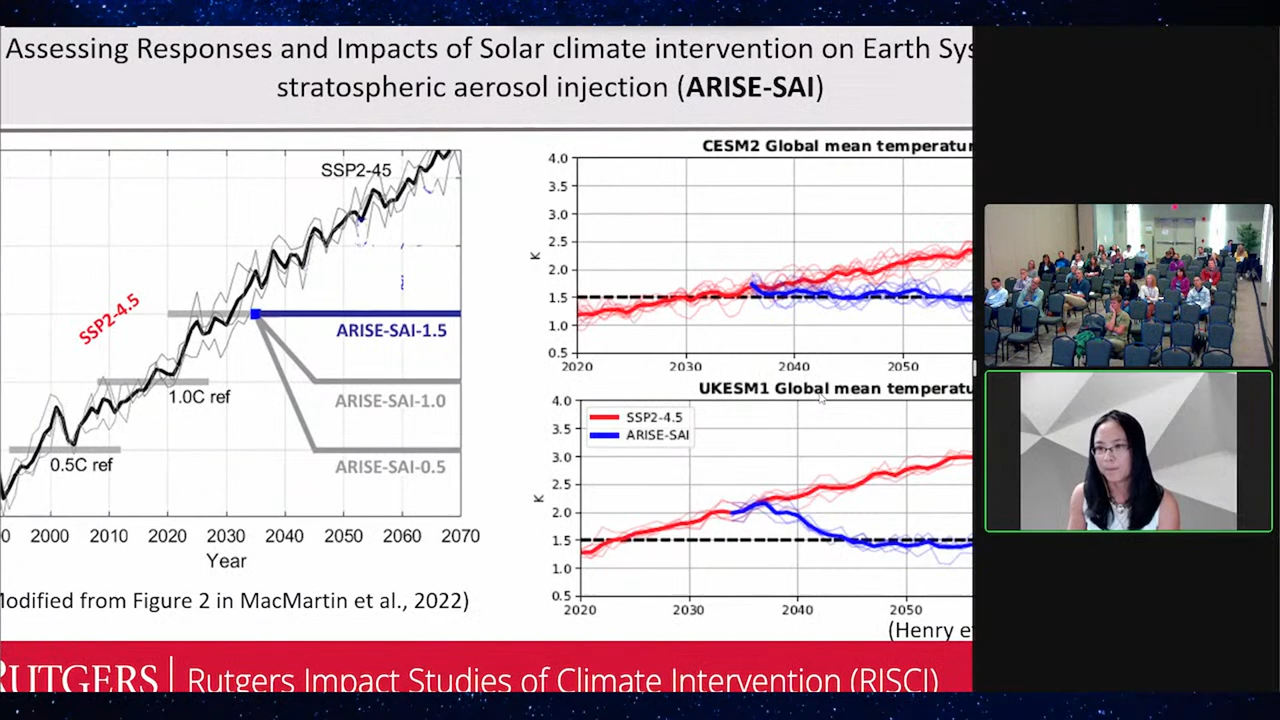 Assessing Responses and Impacts of Solar climate intervention on Earth Sys
stratospheric aerosol injection (ARISE-SAI)
SSP2-45
SSP2-4.5
ARISE-SAI-1.5
1.0C ref
ARISE-SAI-1.0
0.5C ref
ARISE-SAI-0.5
0 2000 2010 2020 2030 2040 2050 2060 2070
Year
Modified from Figure 2 in MacMartin et al., 2022)
CESM2 Global mean temperatur
4.0
3.5
3.0
2.5
2.0
1.5
1.0
0.5
K
2020 2030 2040 2050
UKESM1 Global mean temperatu
4.0
3.5
3.0
2.5
2.0
1.5
1.0
0.5
K
SSP2-4.5
ARISE-SAI
2020 2030 2040 2050
(Henry e
RUTGERS | Rutgers Impact Studies of Climate Intervention (RISCI)